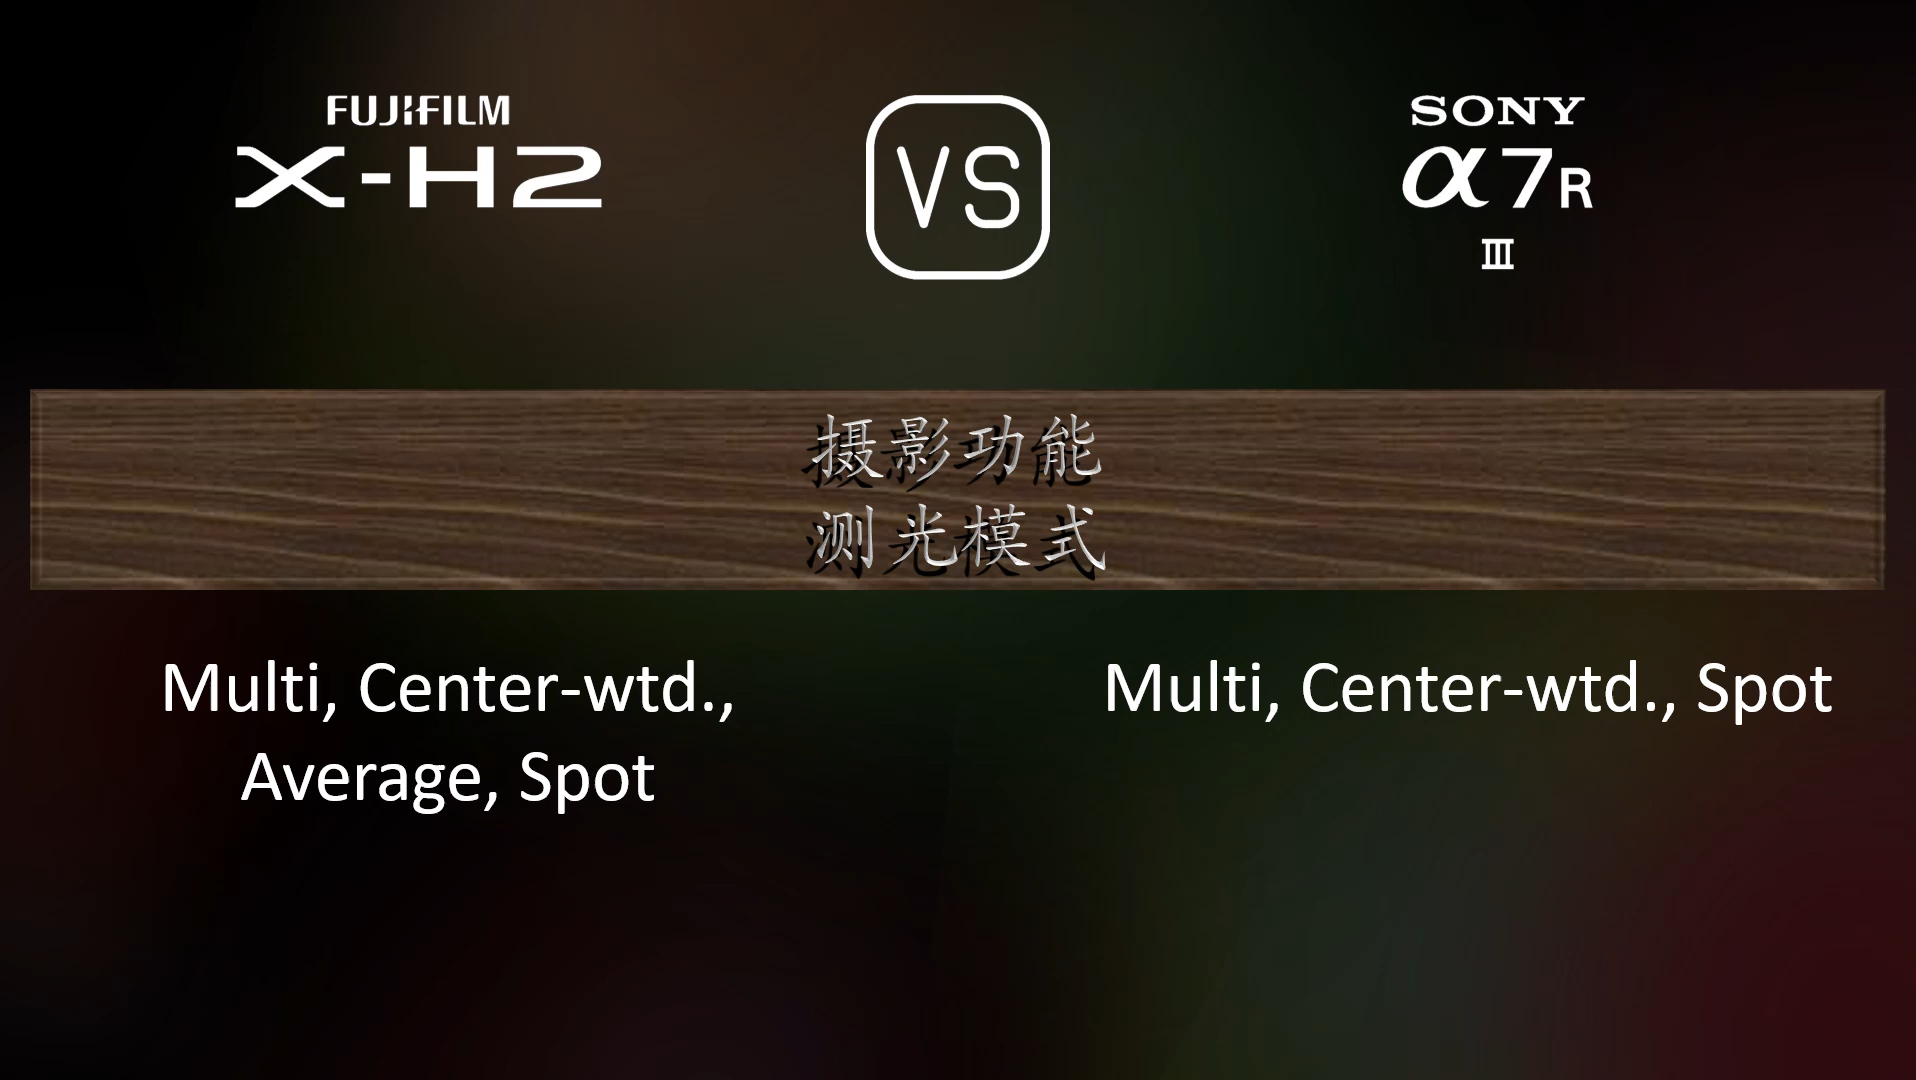 FUJIFILM
X-H2
VS
SONY
α7R
III
摄影功能
测光模式
Multi, Center-wtd.,
Average, Spot
Multi, Center-wtd., Spot